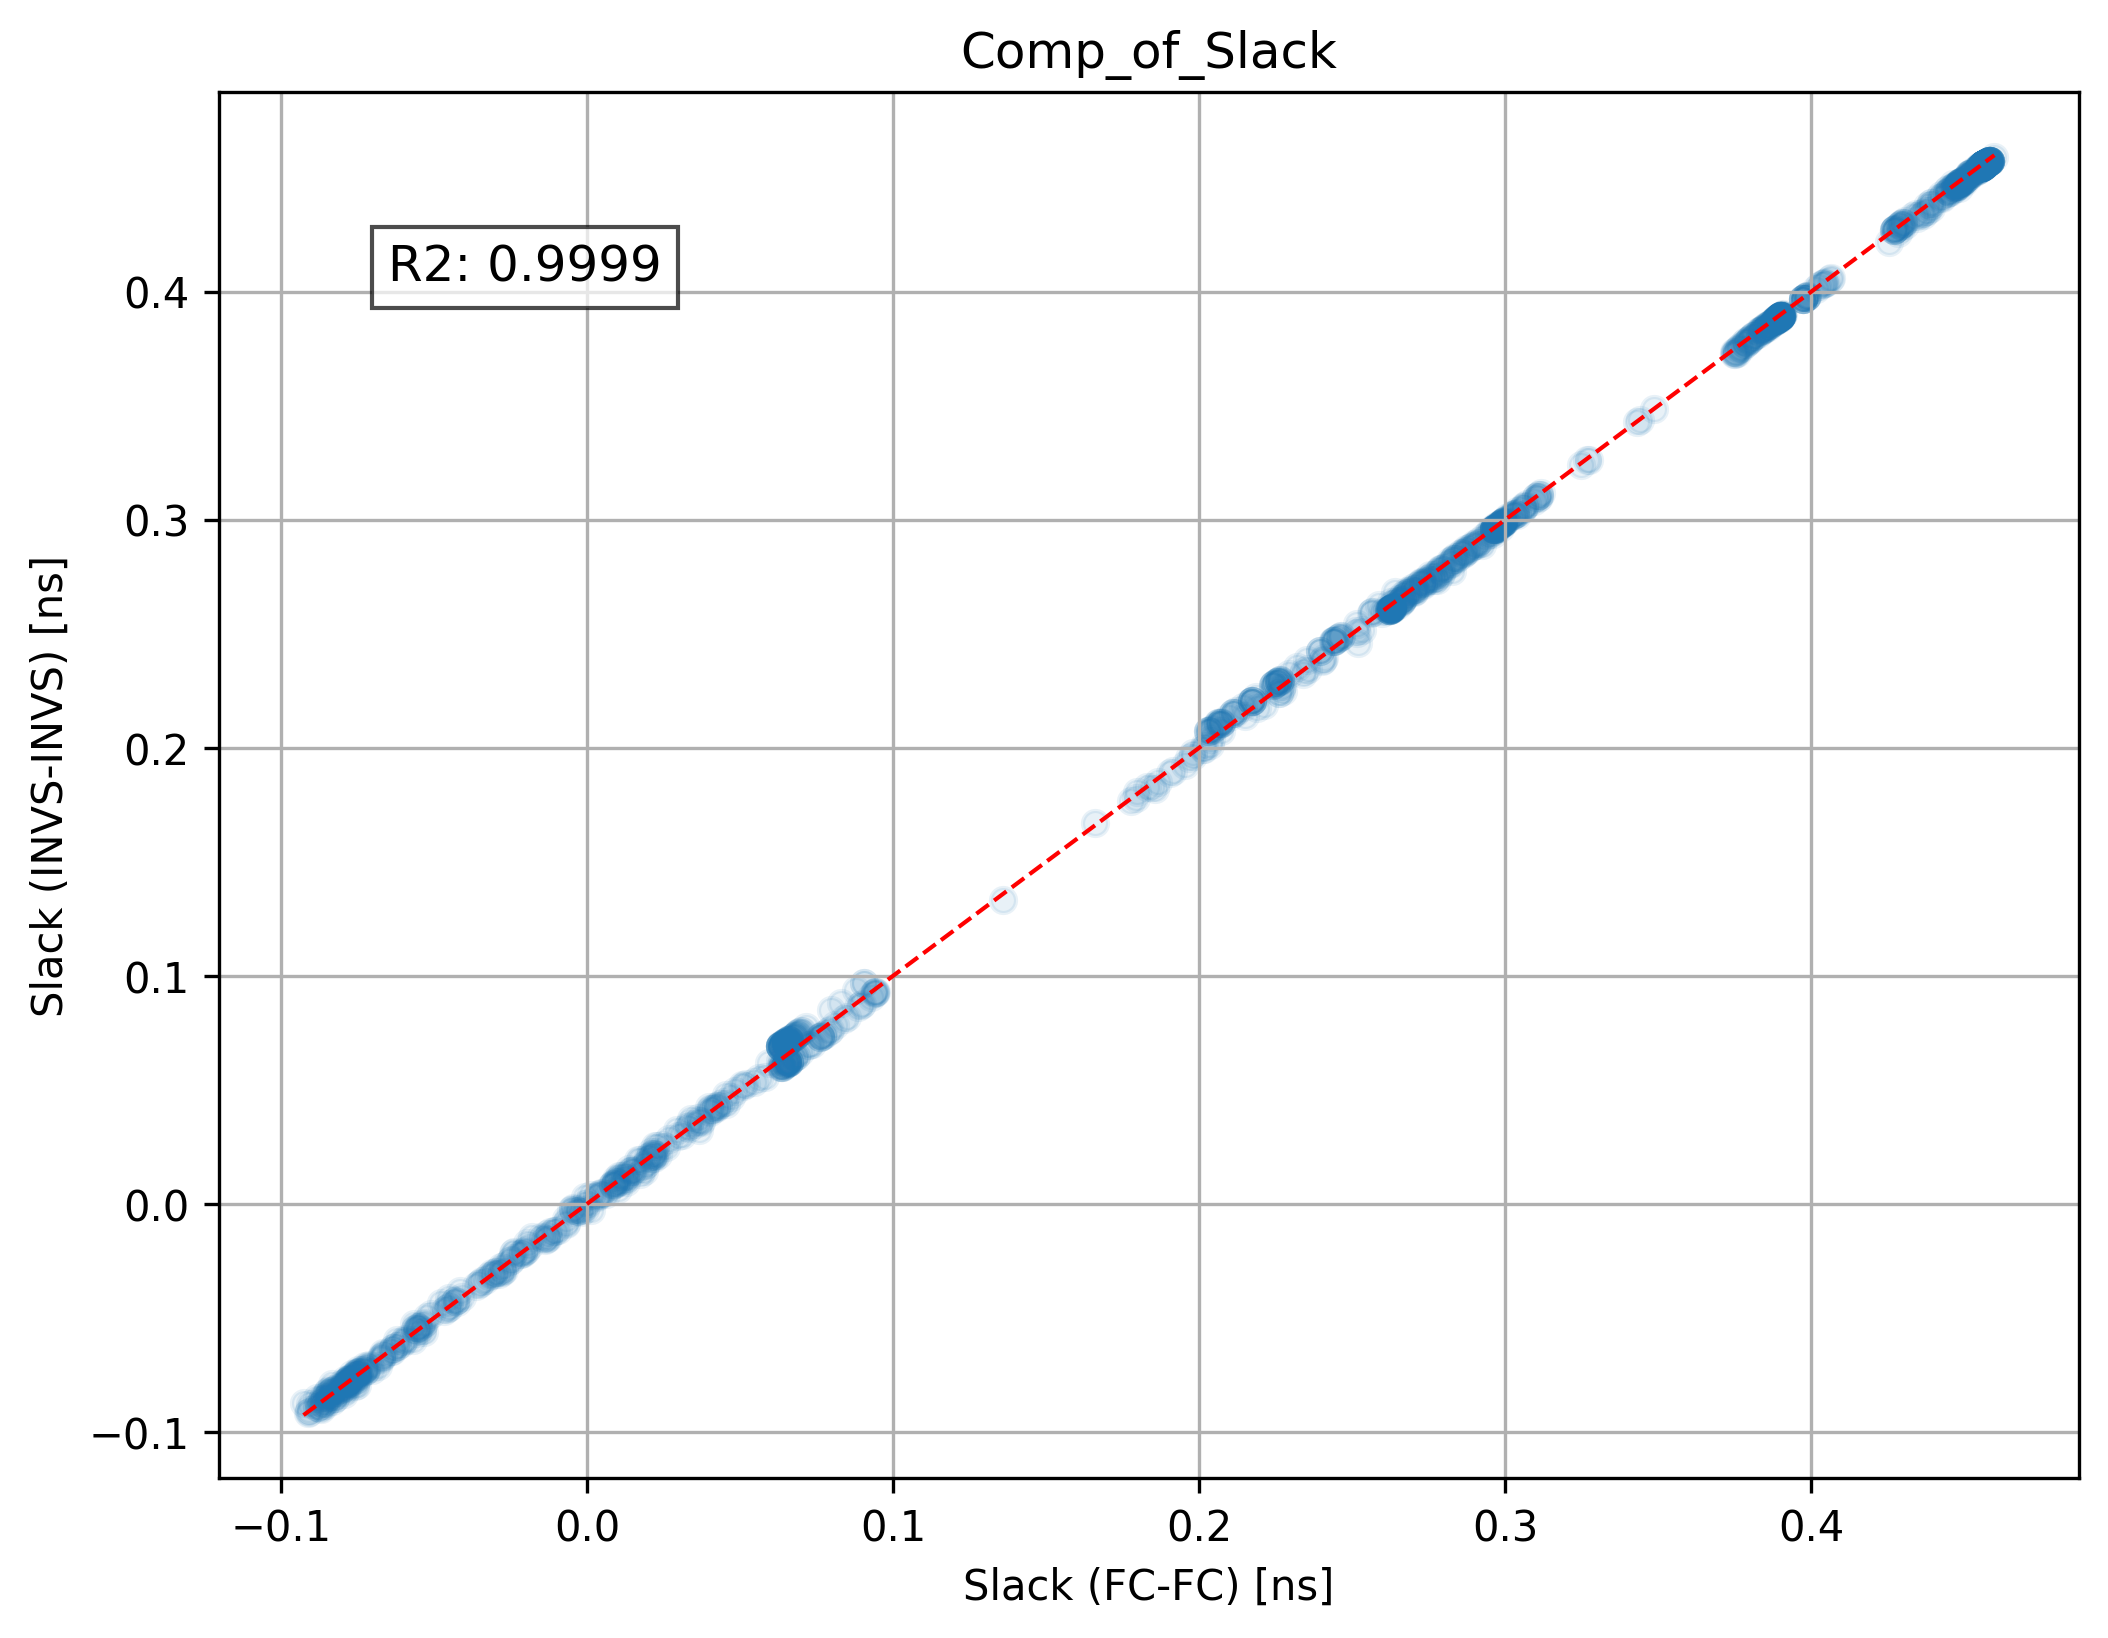 Comp_of_Slack
R2: 0.9999
Slack (INVS-INVS) [ns]
0.4
0.3
0.2
0.1
0.0
−0.1
−0.1 0.0 0.1 0.2 0.3 0.4
Slack (FC-FC) [ns]